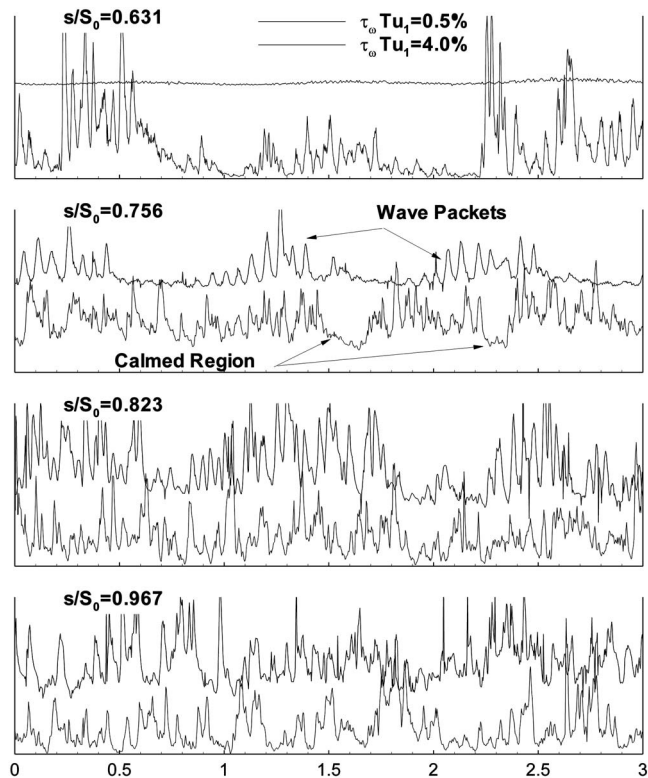 s/S₀=0.631
τω Tu₁=0.5%
τω Tu₁=4.0%
s/S₀=0.756
Wave Packets
Calmed Region
s/S₀=0.823
s/S₀=0.967
0 0.5 1 1.5 2 2.5 3